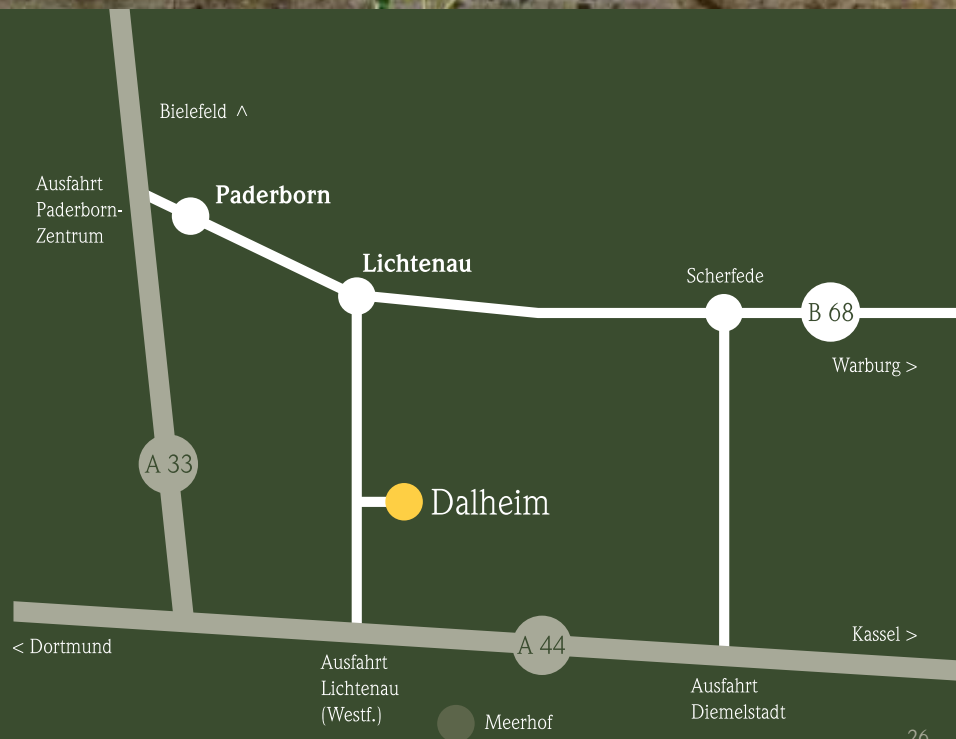 Bielefeld ^
Ausfahrt
Paderborn-
Zentrum
Paderborn
Lichtenau
Scherfede
B 68
Warburg >
A 33
Dalheim
< Dortmund
A 44
Kassel >
Ausfahrt
Lichtenau
(Westf.)
Ausfahrt
Diemelstadt
Meerhof
26